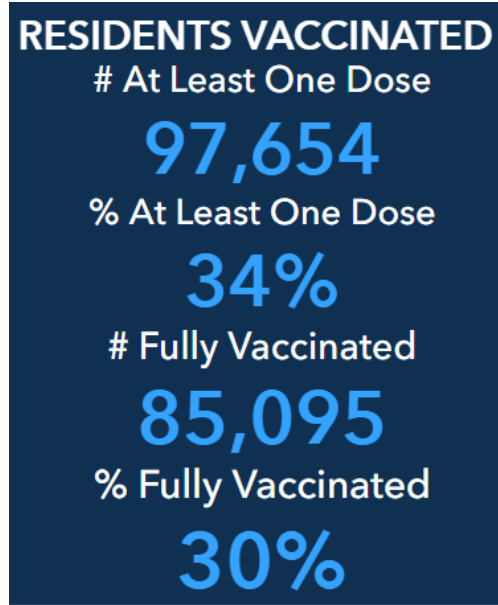 RESIDENTS VACCINATED
# At Least One Dose
97,654
% At Least One Dose
34%
# Fully Vaccinated
85,095
% Fully Vaccinated
30%